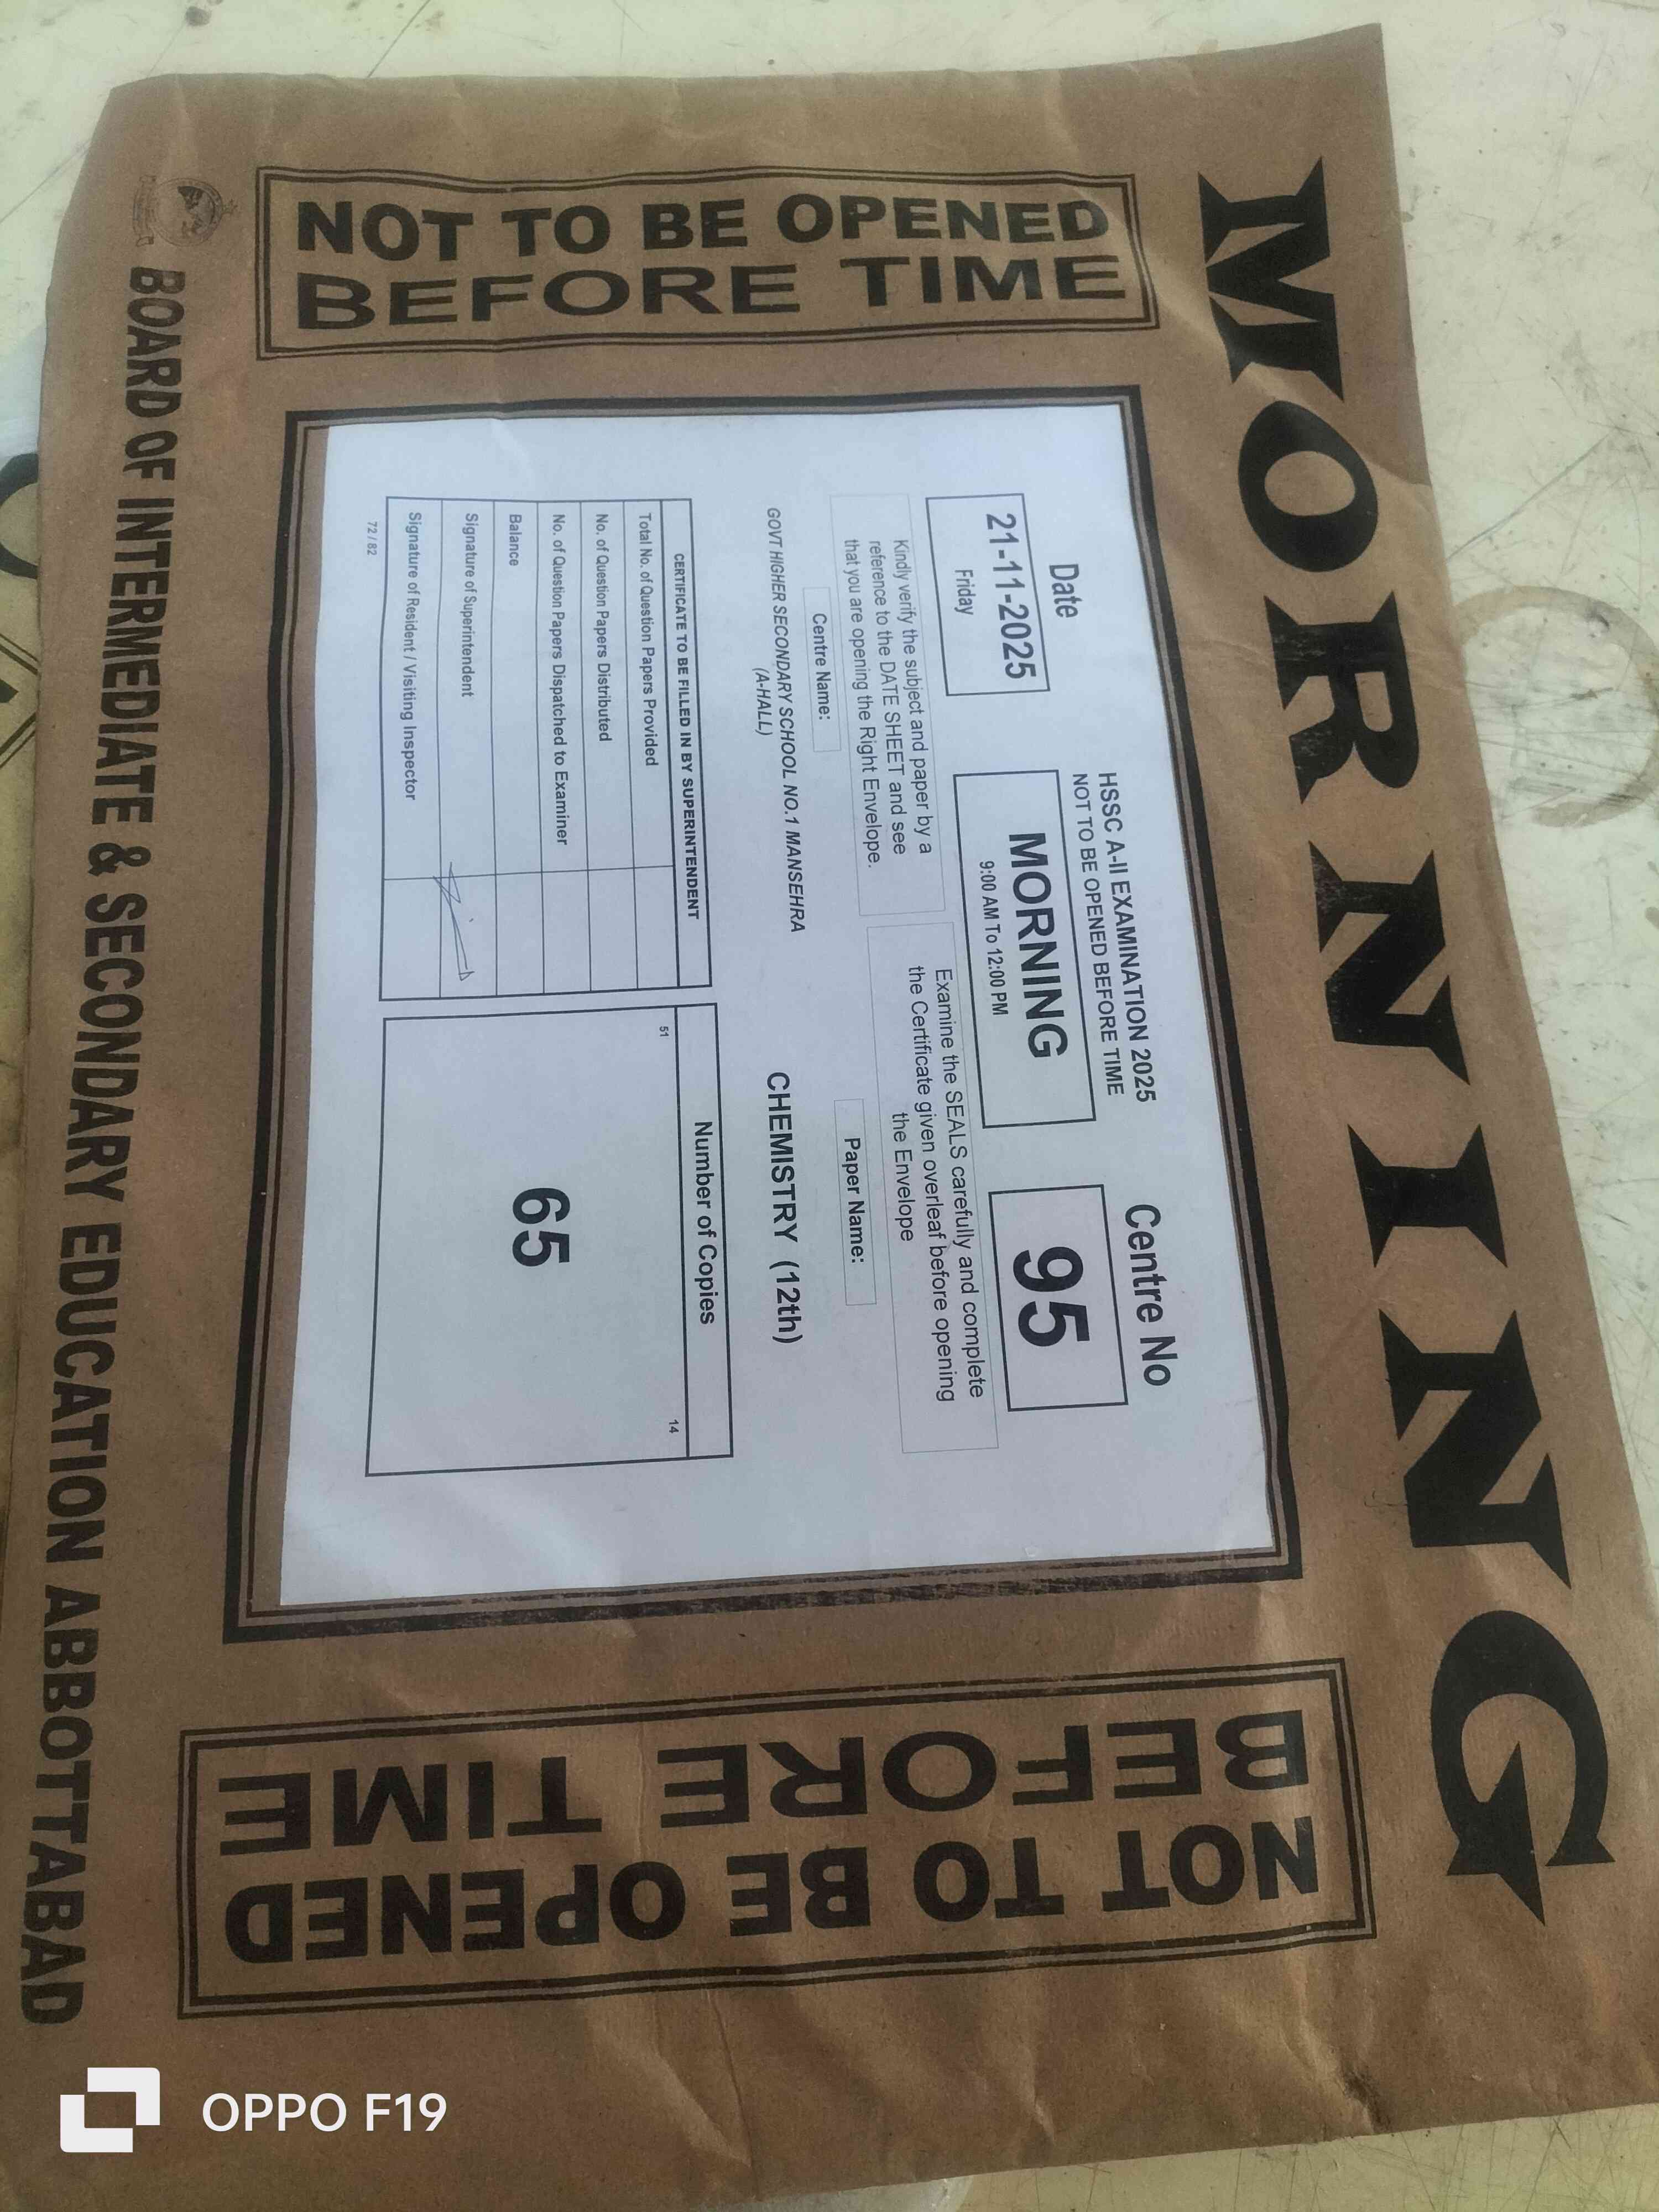 MORNING
NOT TO BE OPENED
BEFORE TIME
HSSC A-II EXAMINATION 2025
NOT TO BE OPENED BEFORE TIME
Date
21-11-2025
Friday
MORNING
9:00 AM To 12:00 PM
Centre No
95
Kindly verify the subject and paper by a
reference to the DATE SHEET and see
that you are opening the Right Envelope.
Examine the SEALS carefully and complete
the Certificate given overleaf before opening
the Envelope
Centre Name:
Paper Name:
GOVT HIGHER SECONDARY SCHOOL NO.1 MANSEHRA
(A-HALL)
CHEMISTRY (12th)
CERTIFICATE TO BE FILLED IN BY SUPERINTENDENT
Total No. of Question Papers Provided
No. of Question Papers Distributed
No. of Question Papers Dispatched to Examiner
Balance
Signature of Superintendent
Signature of Resident / Visiting Inspector
72 / 82
Number of Copies
51
14
65
NOT TO BE OPENED
BEFORE TIME
BOARD OF INTERMEDIATE & SECONDARY EDUCATION ABBOTTABAD
OPPO F19